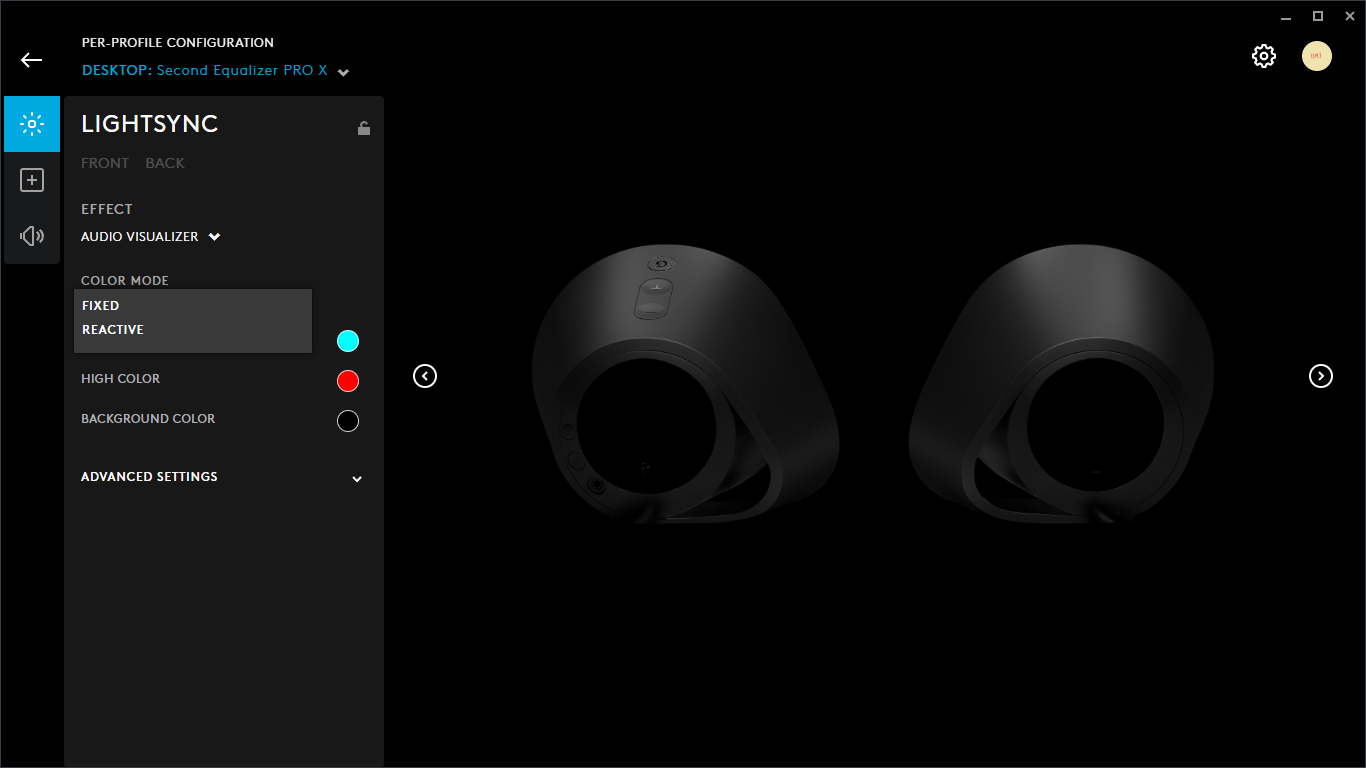 PER-PROFILE CONFIGURATION
DESKTOP: Second Equalizer PRO X
LIGHTSYNC
FRONT BACK
EFFECT
AUDIO VISUALIZER
COLOR MODE
FIXED
REACTIVE
HIGH COLOR
BACKGROUND COLOR
ADVANCED SETTINGS